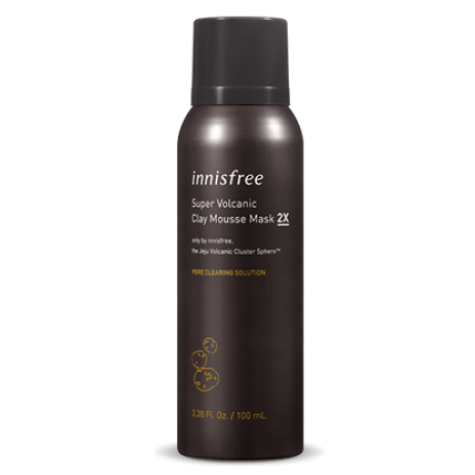 innisfree
Super Volcanic
Clay Mousse Mask 2X
only by innisfree,
the Jeju Volcanic Cluster Sphere™
PORE CLEARING SOLUTION
3.38 Fl. Oz. / 100 mL